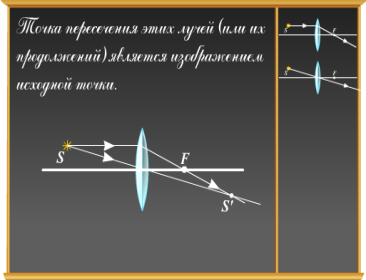 Точка пересечения этих лучей (или их
продолжений) является изображением
исходной точки.
S
F
S'
S
F
S
F